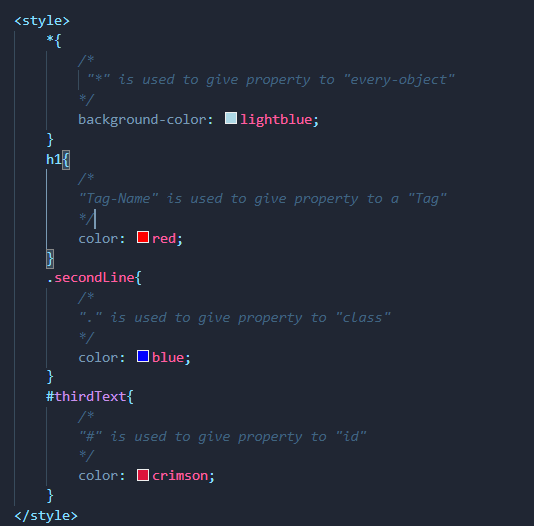 <style>
*{
/*
"*" is used to give property to "every-object"
*/
background-color: lightblue;
}
h1{
/*
"Tag-Name" is used to give property to a "Tag"
*/
color: red;
}
.secondLine{
/*
"." is used to give property to "class"
*/
color: blue;
}
#thirdText{
/*
"#" is used to give property to "id"
*/
color: crimson;
}
</style>